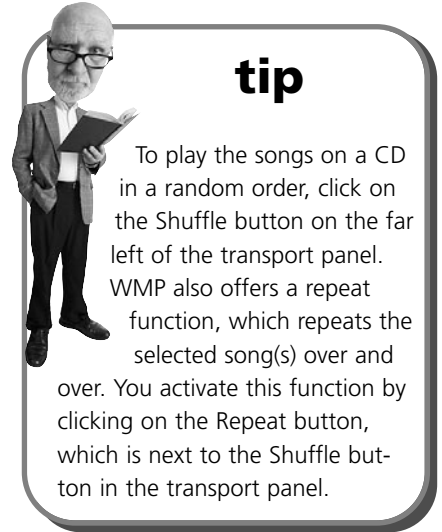 tip
To play the songs on a CD
in a random order, click on
the Shuffle button on the far
left of the transport panel.
WMP also offers a repeat
function, which repeats the
selected song(s) over and
over. You activate this function by
clicking on the Repeat button,
which is next to the Shuffle but-
ton in the transport panel.